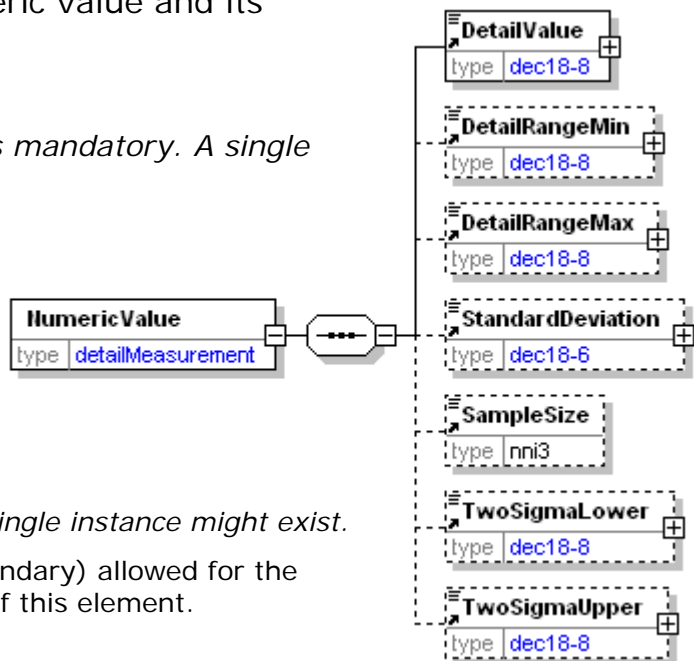 eric value and its
s mandatory. A single
ingle instance might exist.
ndary) allowed for the
f this element.
NumericValue
type detailMeasurement
DetailValue
type dec18-8
DetailRangeMin
type dec18-8
DetailRangeMax
type dec18-8
StandardDeviation
type dec18-6
SampleSize
type nni3
TwoSigmaLower
type dec18-8
TwoSigmaUpper
type dec18-8